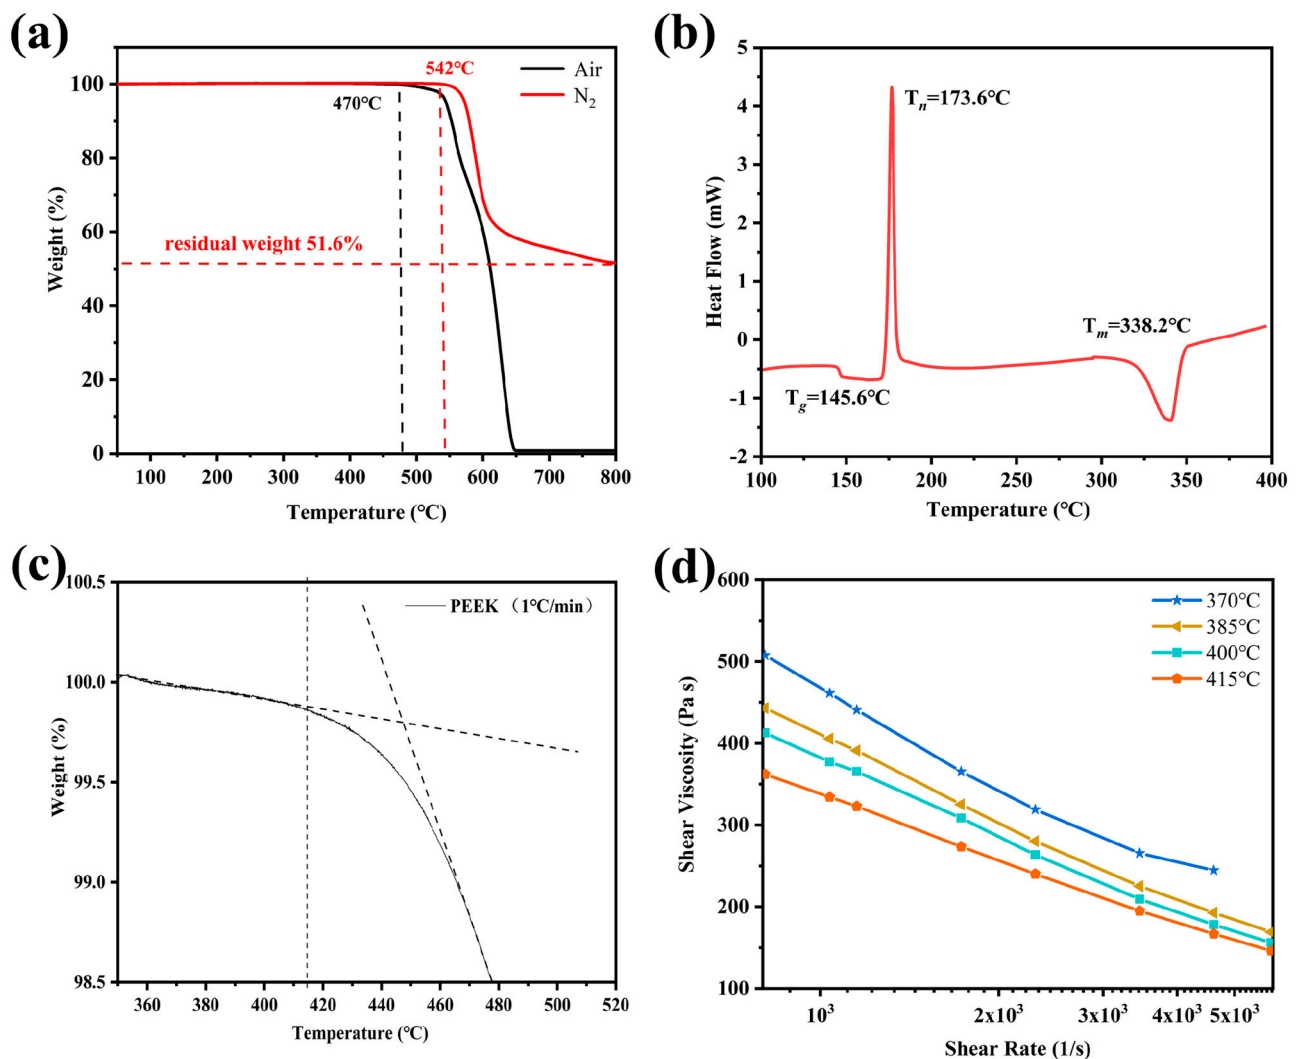 (a)
110
Air
N₂
542℃
470℃
100
80
60
40
20
0
Weight (%)
residual weight 51.6%
100 200 300 400 500 600 700 800
Temperature (℃)
(b)
5
4
3
2
1
0
-1
-2
Heat Flow (mW)
Tn=173.6℃
Tm=338.2℃
Tg=145.6℃
100 150 200 250 300 350 400
Temperature (℃)
(c)
100.5
100.0
99.5
99.0
98.5
Weight (%)
PEEK （1℃/min）
360 380 400 420 440 460 480 500 520
Temperature (℃)
(d)
600
500
400
300
200
100
Shear Viscosity (Pa s)
370℃
385℃
400℃
415℃
10³ 2x10³ 3x10³ 4x10³ 5x10³
Shear Rate (1/s)